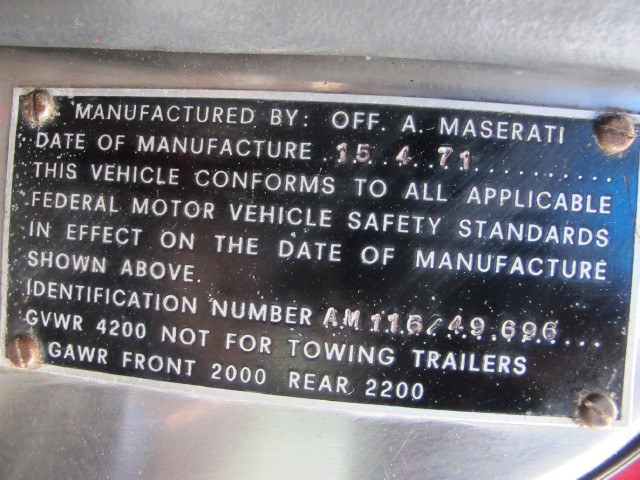 MANUFACTURED BY: OFF. A. MASERATI
DATE OF MANUFACTURE 15.4.71
THIS VEHICLE CONFORMS TO ALL APPLICABLE
FEDERAL MOTOR VEHICLE SAFETY STANDARDS
IN EFFECT ON THE DATE OF MANUFACTURE
SHOWN ABOVE.
IDENTIFICATION NUMBER AM116/49.696
GVWR 4200 NOT FOR TOWING TRAILERS
GAWR FRONT 2000 REAR 2200